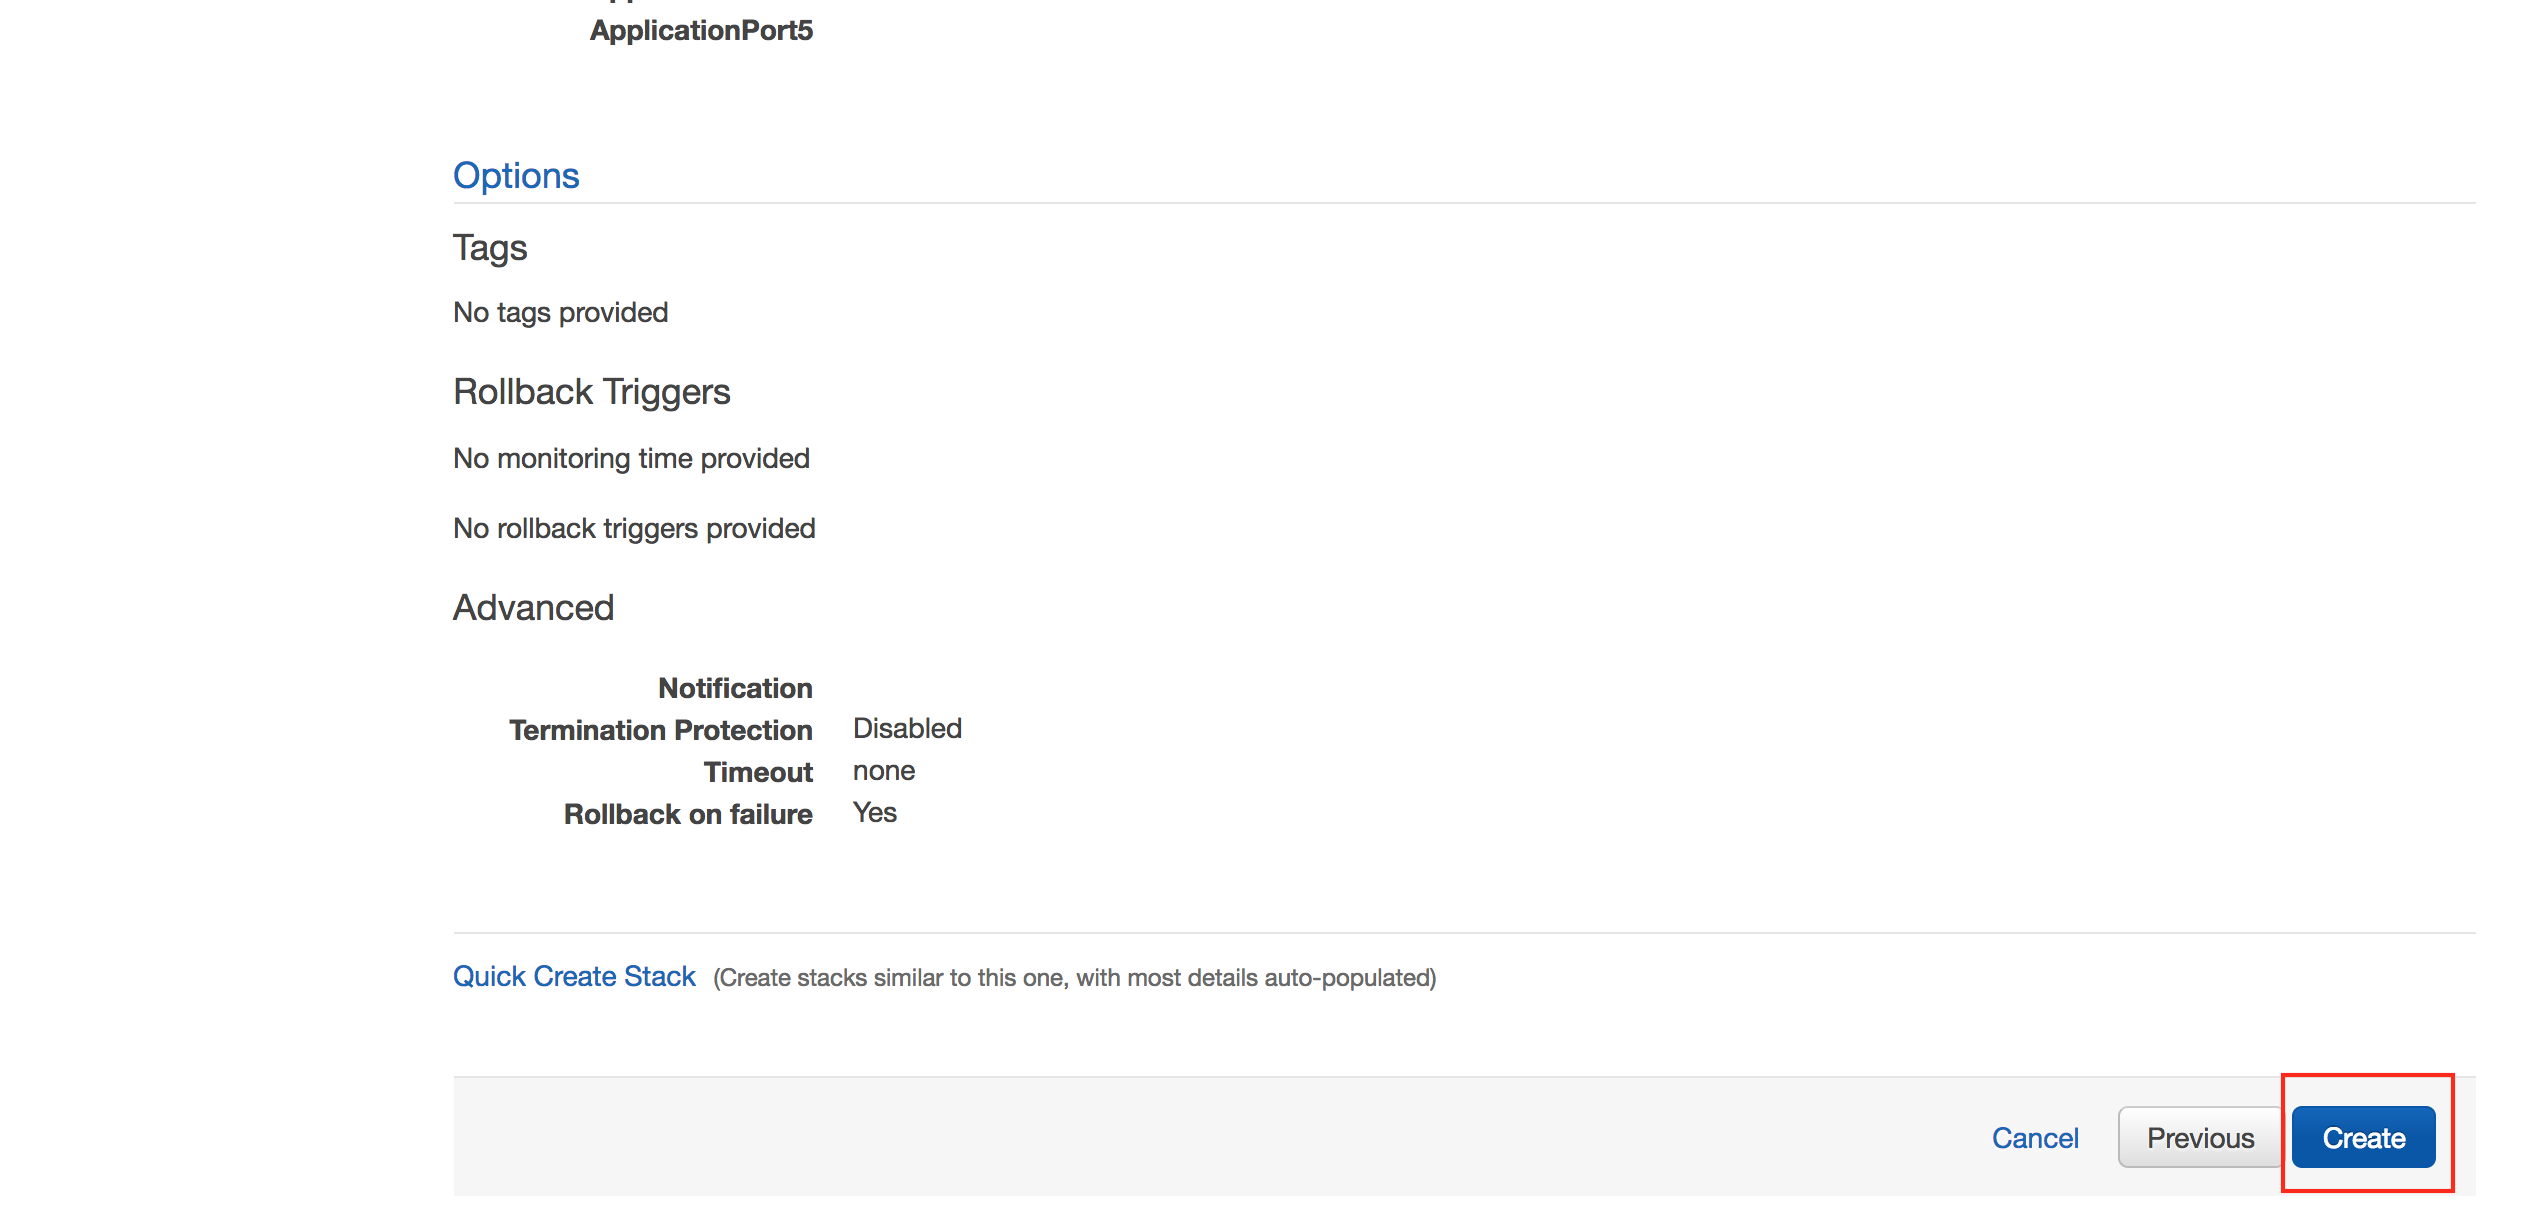 ApplicationPort5
Options
Tags
No tags provided
Rollback Triggers
No monitoring time provided
No rollback triggers provided
Advanced
Notification
Termination Protection Disabled
Timeout none
Rollback on failure Yes
Quick Create Stack (Create stacks similar to this one, with most details auto-populated)
Cancel Previous Create